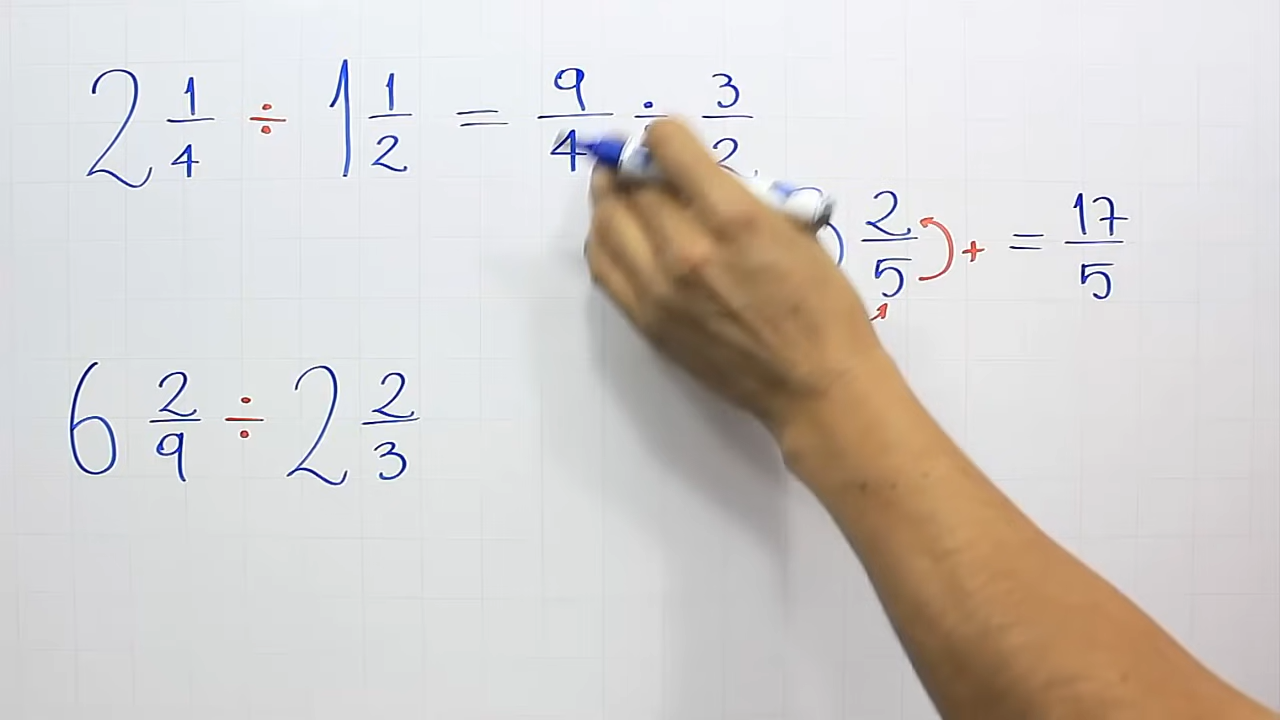 2 1/4 ÷ 1 1/2 = 9/4 ÷ 3/2
2/5 + = 17/5
6 2/9 ÷ 2 2/3